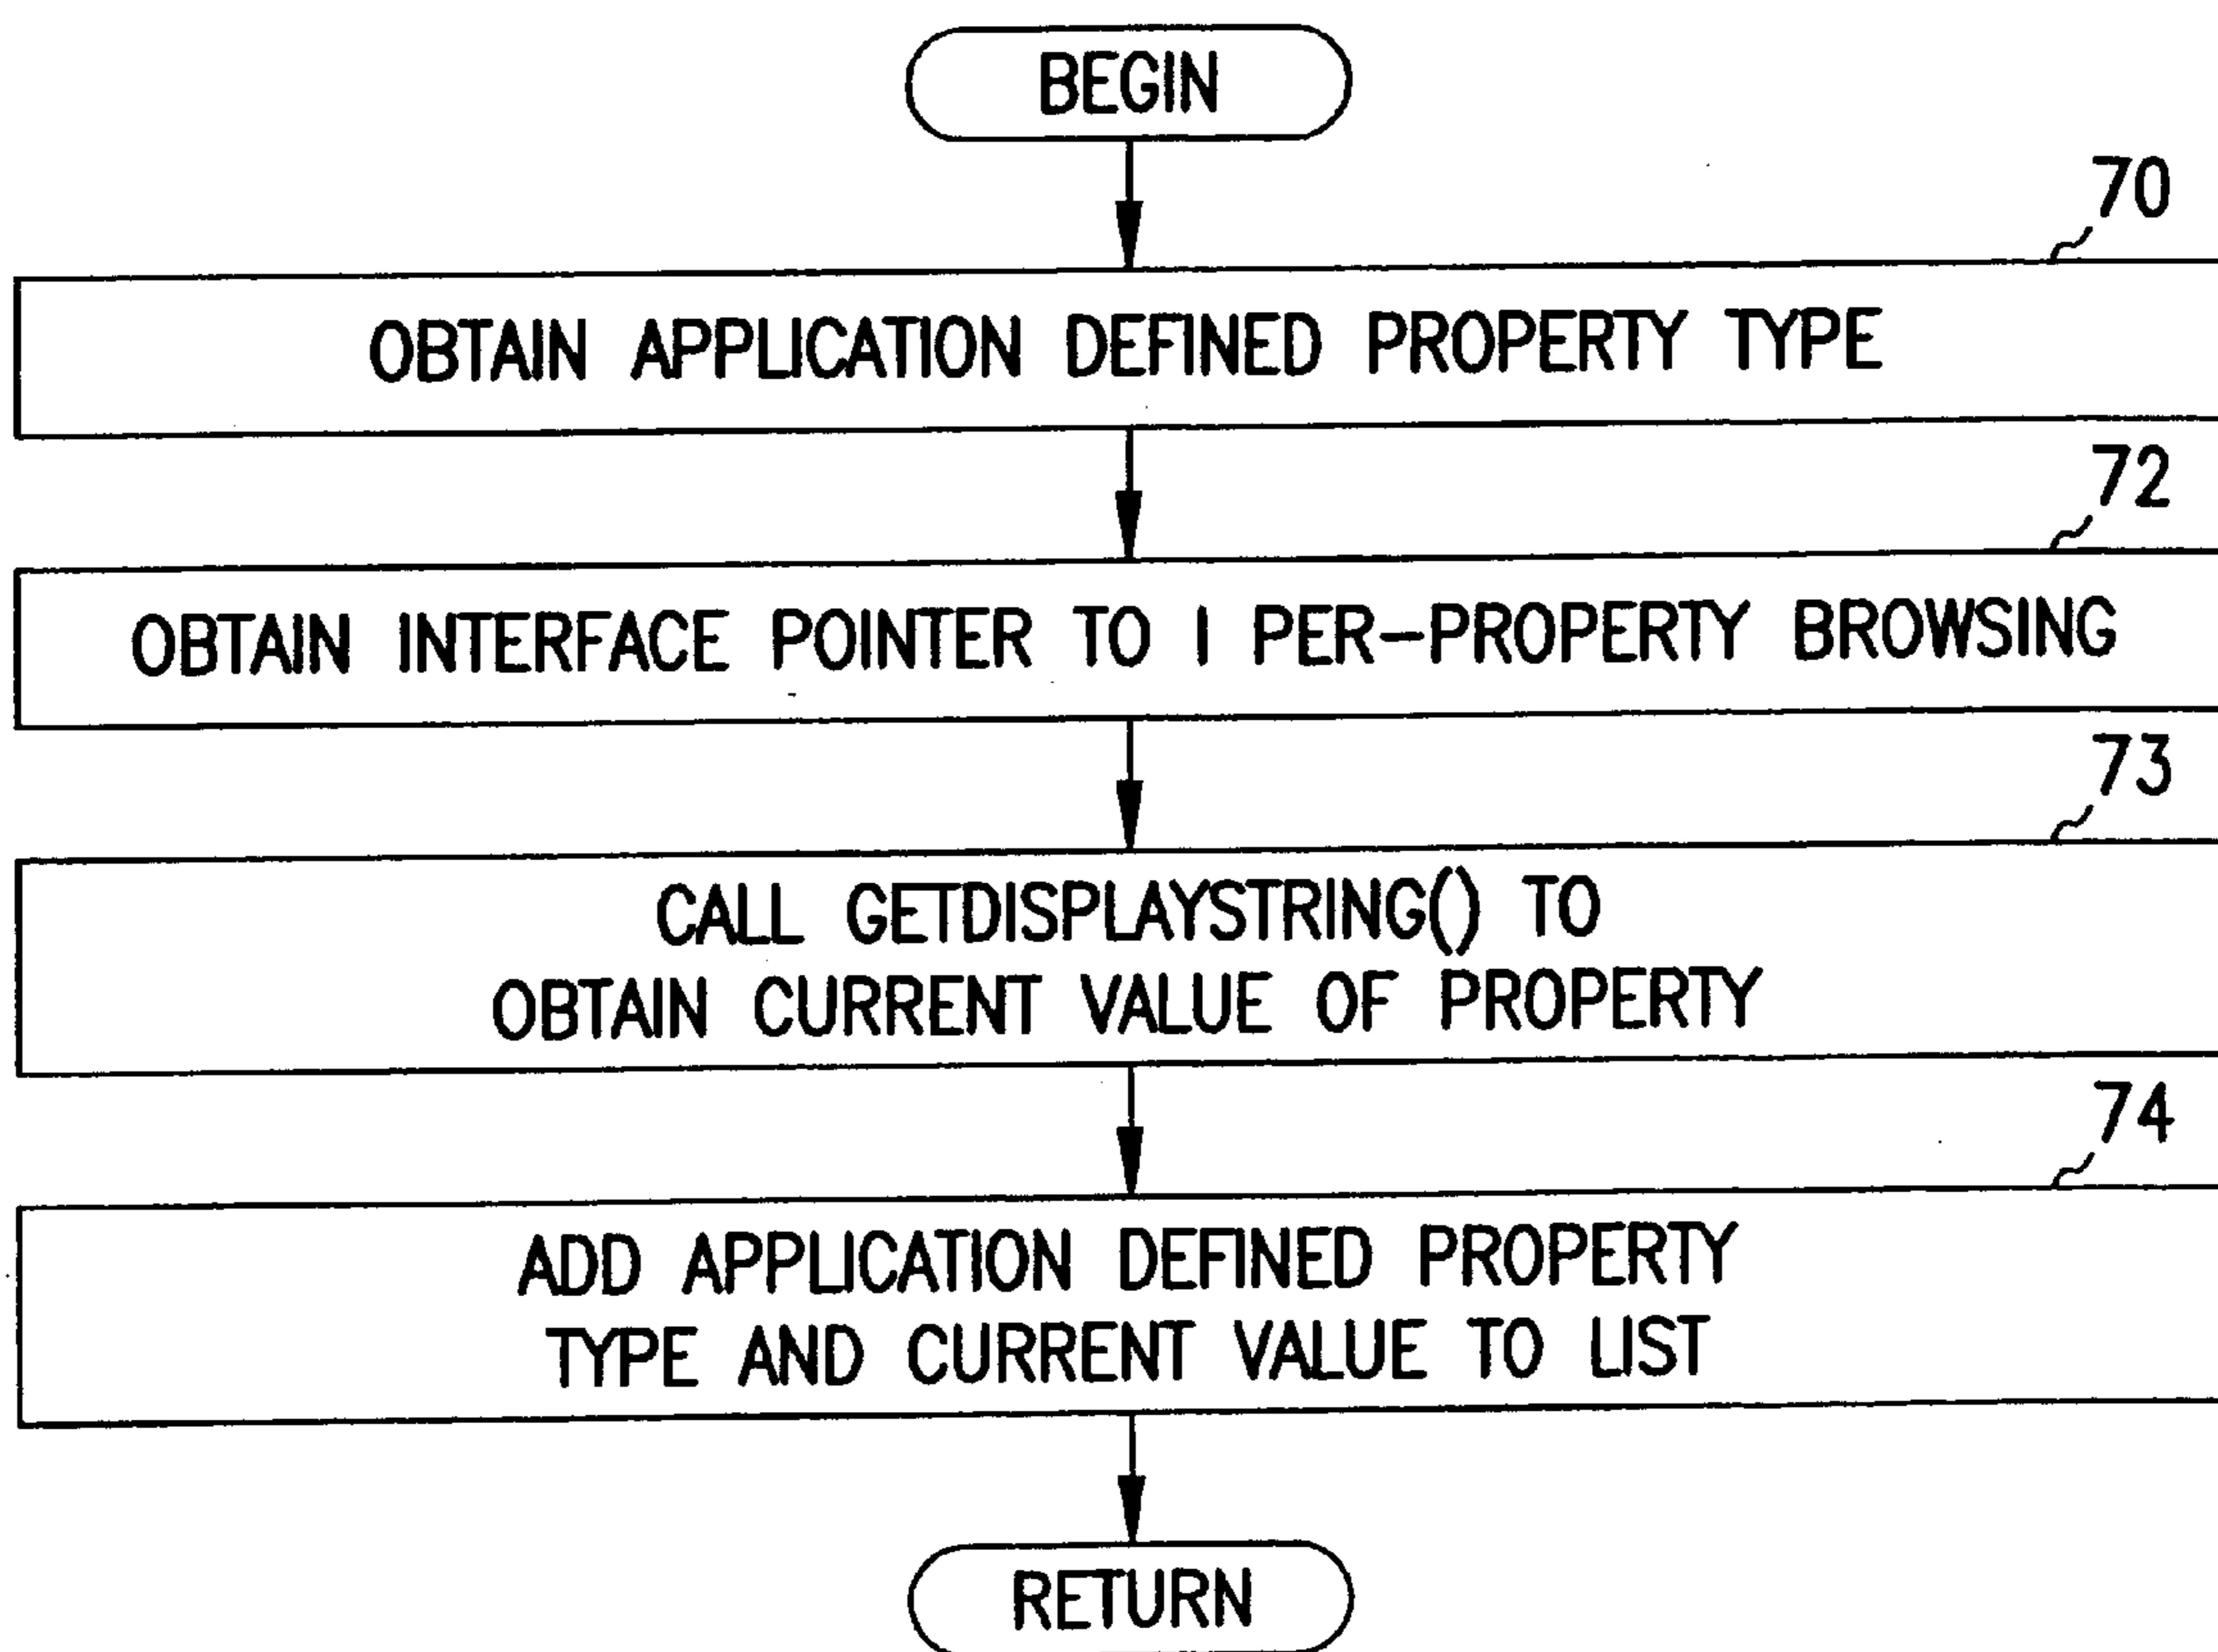 BEGIN
70
OBTAIN APPLICATION DEFINED PROPERTY TYPE
72
OBTAIN INTERFACE POINTER TO I PER-PROPERTY BROWSING
73
CALL GETDISPLAYSTRING() TO
OBTAIN CURRENT VALUE OF PROPERTY
74
ADD APPLICATION DEFINED PROPERTY
TYPE AND CURRENT VALUE TO LIST
RETURN